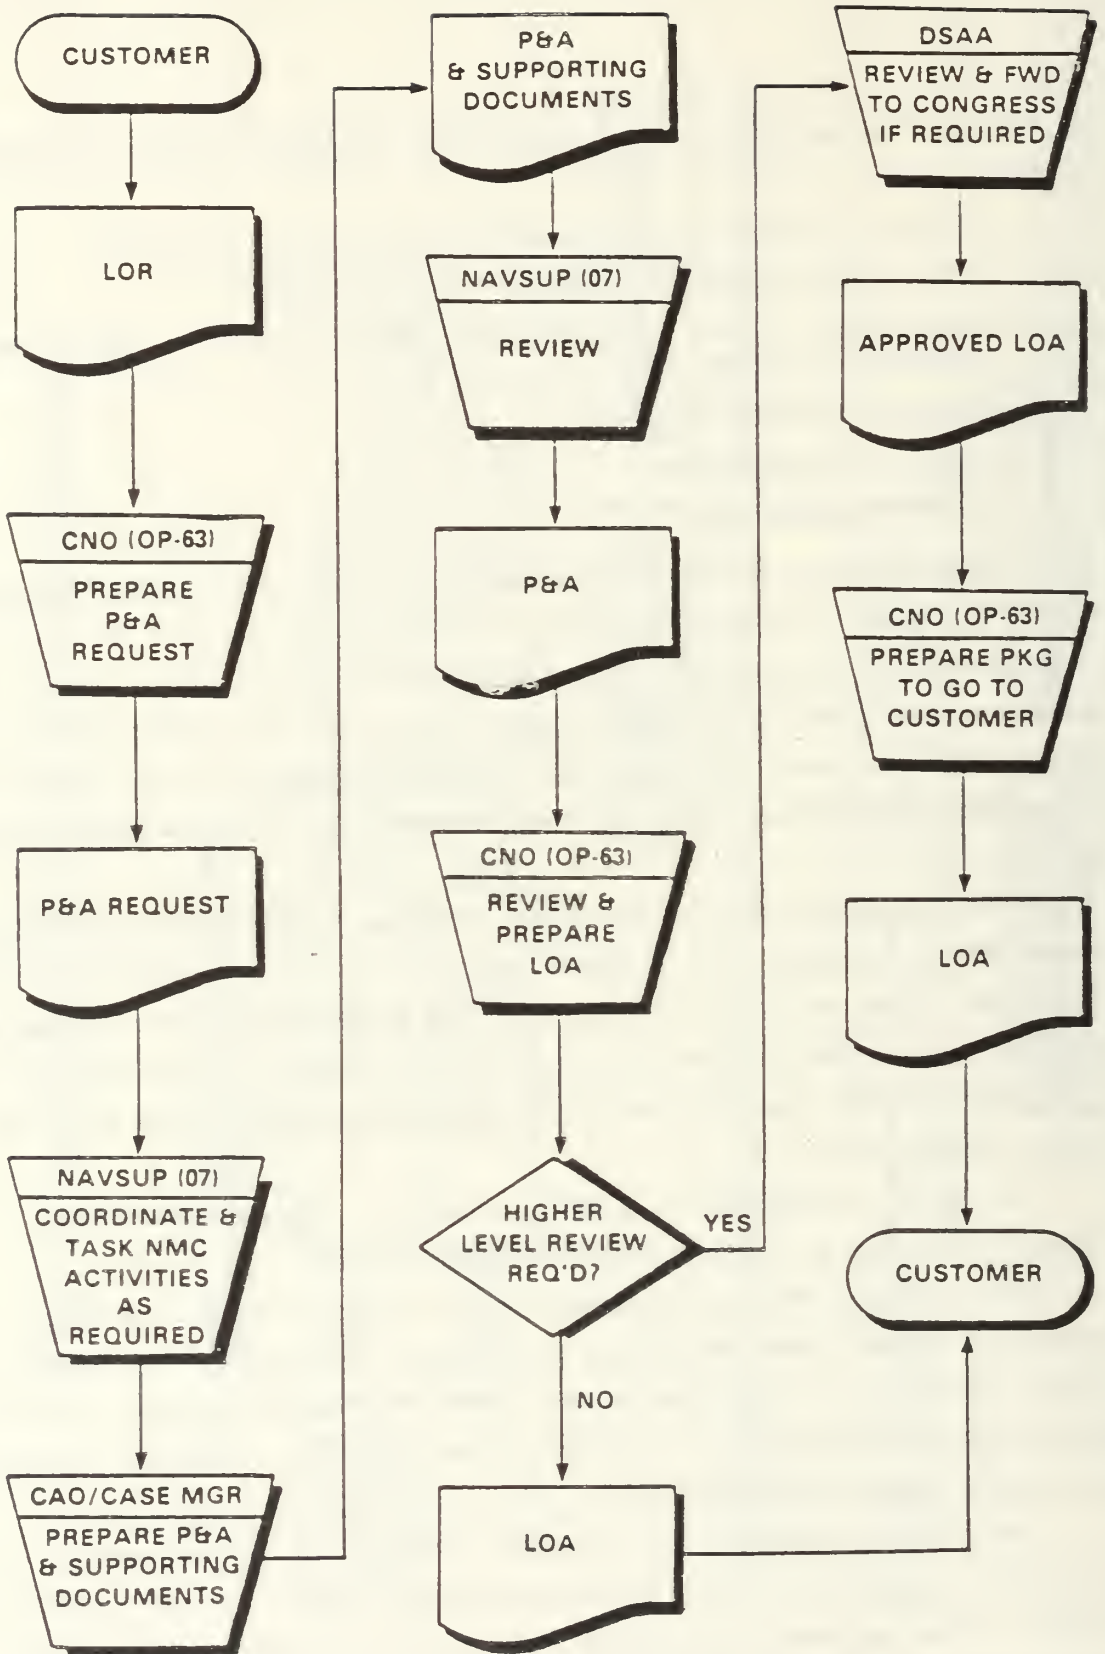 CUSTOMER
LOR
CNO (OP-63)
PREPARE
P&A
REQUEST
P&A REQUEST
NAVSUP (07)
COORDINATE &
TASK NMC
ACTIVITIES
AS
REQUIRED
CAO/CASE MGR
PREPARE P&A
& SUPPORTING
DOCUMENTS
P&A
& SUPPORTING
DOCUMENTS
NAVSUP (07)
REVIEW
P&A
CNO (OP-63)
REVIEW &
PREPARE
LOA
HIGHER
LEVEL REVIEW
REQ'D?
YES
NO
LOA
DSAA
REVIEW & FWD
TO CONGRESS
IF REQUIRED
APPROVED LOA
CNO (OP-63)
PREPARE PKG
TO GO TO
CUSTOMER
LOA
CUSTOMER